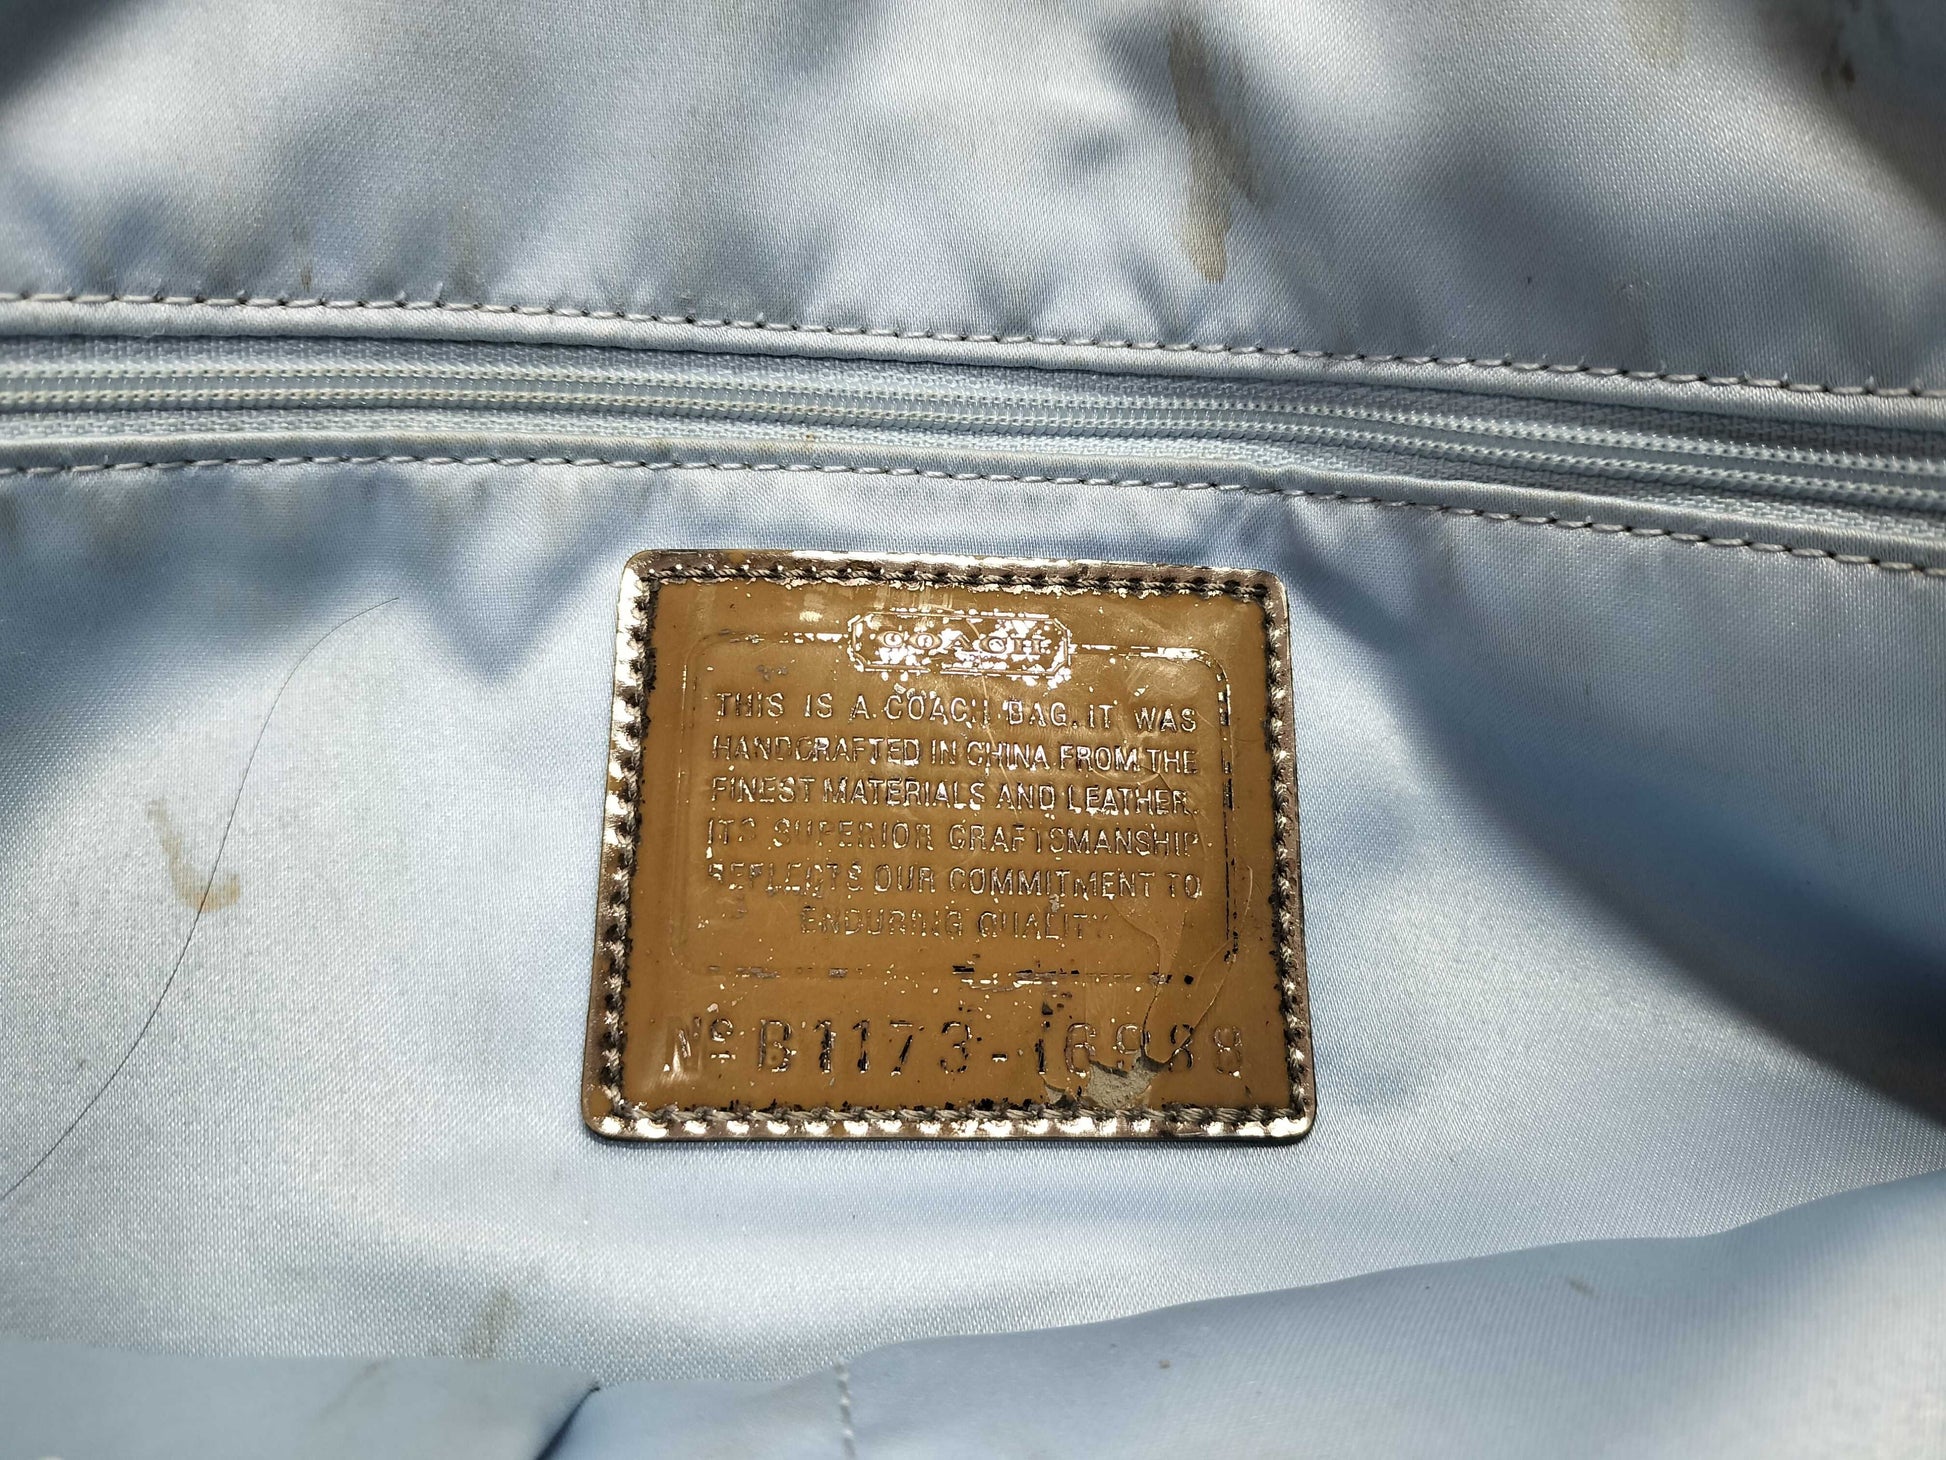 COACH
THIS IS A COACH BAG. IT WAS
HANDCRAFTED IN CHINA FROM THE
FINEST MATERIALS AND LEATHER.
ITS SUPERIOR CRAFTSMANSHIP
REFLECTS OUR COMMITMENT TO
ENDURING QUALITY.
Nº B1173-16988